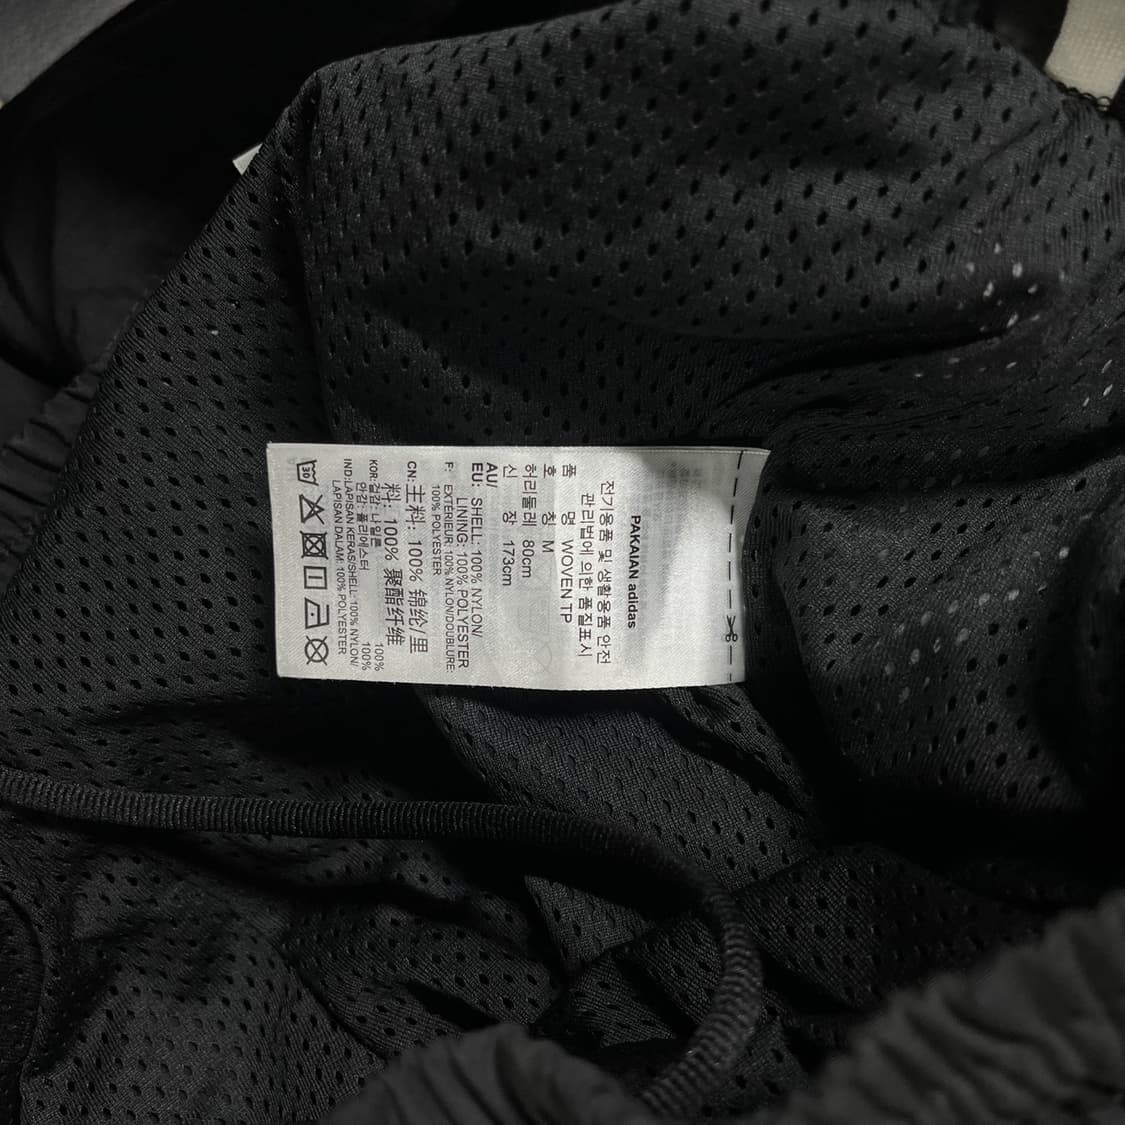 PAKAIAN adidas
전기용품 및 생활용품 안전
관리법에 의한 품질표시
품 명 WOVEN TP
호 칭 M
허리둘레 80cm
신 장 173cm
AU/
EU: SHELL: 100% NYLON/
LINING: 100% POLYESTER
F: EXTÉRIEUR: 100% NYLON/DOUBLURE:
100% POLYESTER
CN: 主料: 100% 锦纶/里
料: 100% 聚酯纤维
KOR: 겉감: 나일론 100%
안감: 폴리에스터 100%
IND: LAPISAN KERAS/SHELL: 100% NYLON/
LAPISAN DALAM: 100% POLYESTER
30